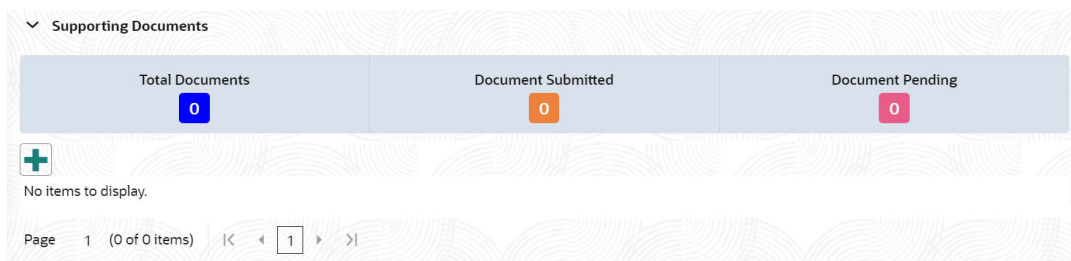 Supporting Documents
Total Documents Document Submitted Document Pending
0 0 0
No items to display.
Page 1 (0 of 0 items) 1